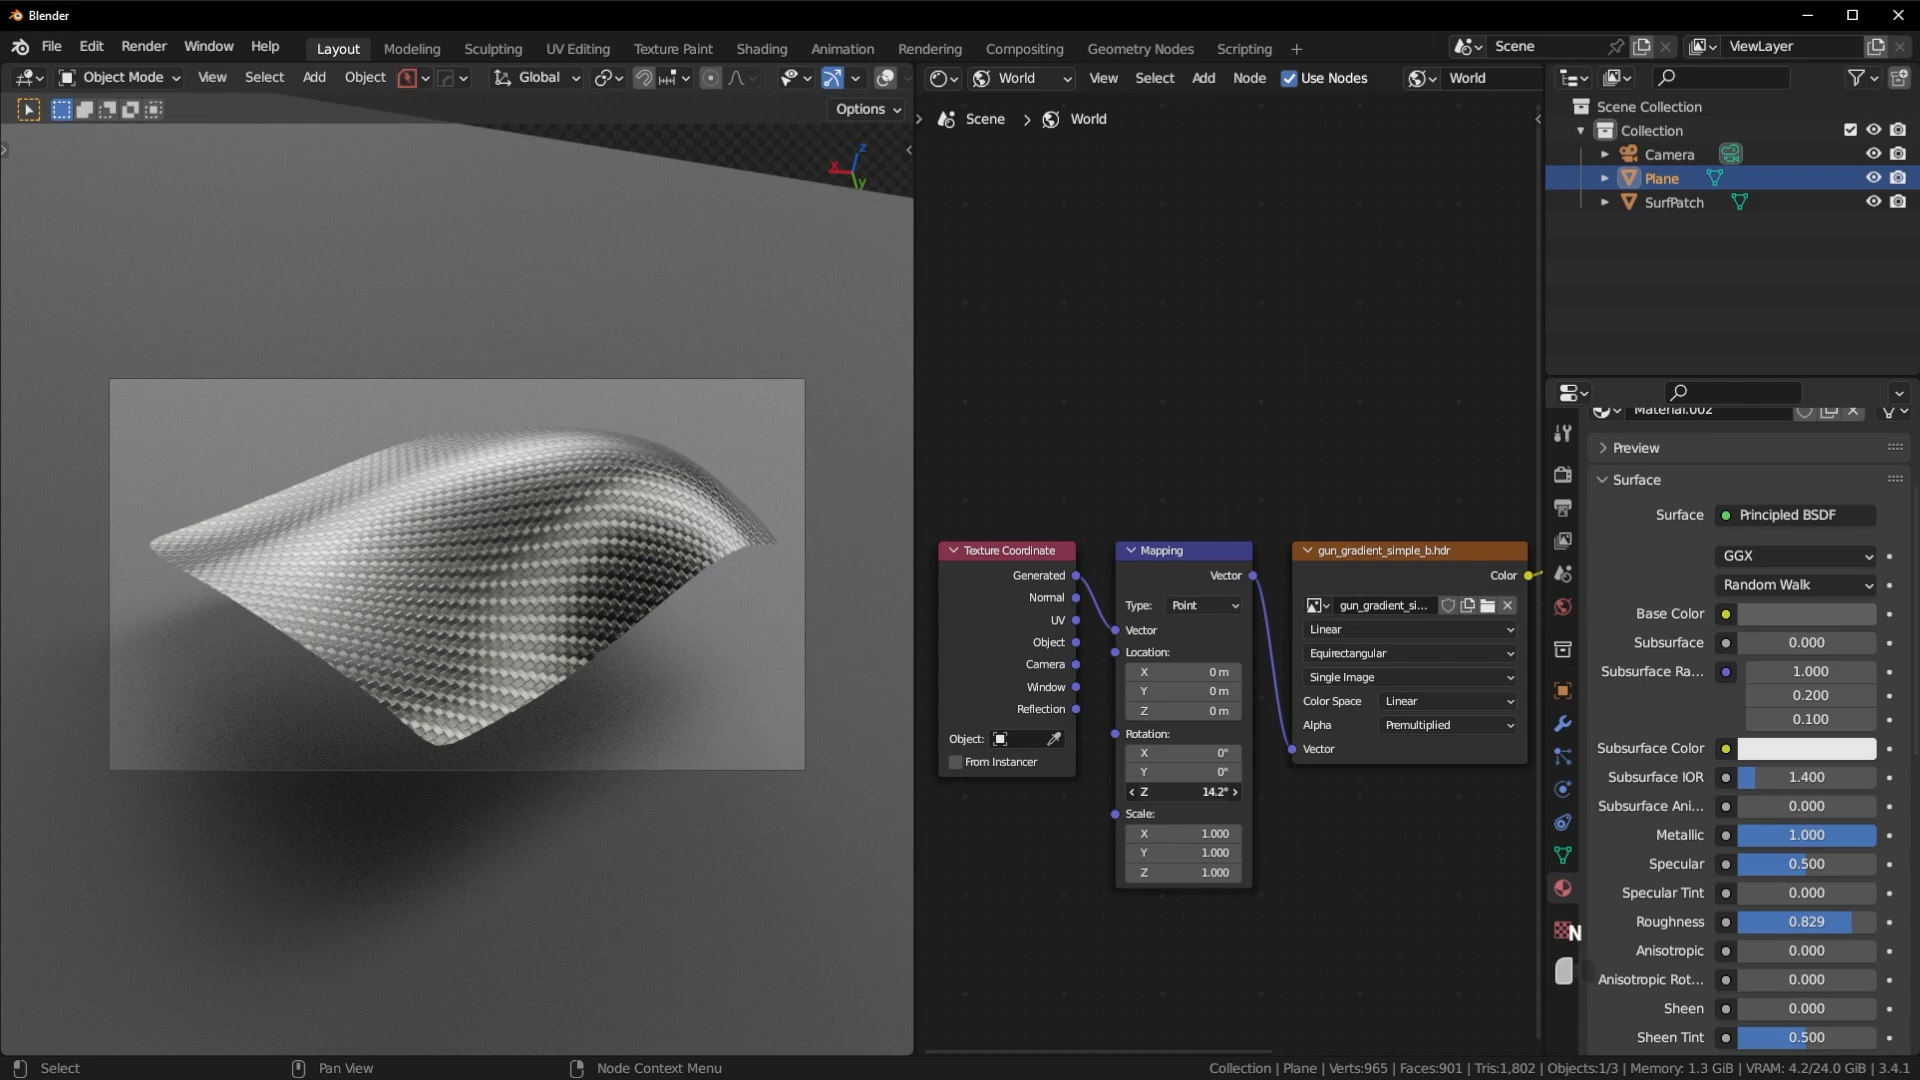 Blender
File Edit Render Window Help Layout Modeling Sculpting UV Editing Texture Paint Shading Animation Rendering Compositing Geometry Nodes Scripting + Scene ViewLayer
Object Mode View Select Add Object Global World View Select Add Node Use Nodes World
Options
Scene > World
Scene Collection
Collection
Camera
Plane
SurfPatch
X
Y
Z
Texture Coordinate
Generated
Normal
UV
Object
Camera
Window
Reflection
Object:
From Instancer
Mapping
Vector
Type: Point
Vector
Location:
X 0 m
Y 0 m
Z 0 m
Rotation:
X 0°
Y 0°
Z 14.2°
Scale:
X 1.000
Y 1.000
Z 1.000
gun_gradient_simple_b.hdr
Color
gun_gradient_si...
Linear
Equirectangular
Single Image
Color Space Linear
Alpha Premultiplied
Vector
Material.002
Preview
Surface
Surface Principled BSDF
GGX
Random Walk
Base Color
Subsurface 0.000
Subsurface Ra... 1.000
0.200
0.100
Subsurface Color
Subsurface IOR 1.400
Subsurface Ani... 0.000
Metallic 1.000
Specular 0.500
Specular Tint 0.000
Roughness 0.829
N
Anisotropic 0.000
Anisotropic Rot... 0.000
Sheen 0.000
Sheen Tint 0.500
Select Pan View Node Context Menu Collection | Plane | Verts:965 | Faces:901 | Tris:1,802 | Objects:1/3 | Memory: 1.3 GiB | VRAM: 4.2/24.0 GiB | 3.4.1